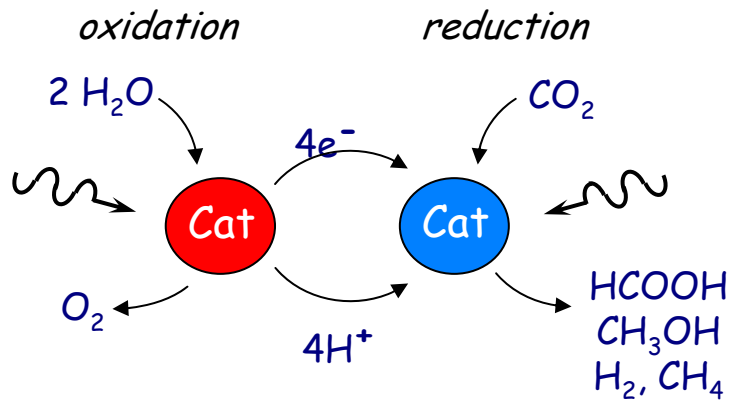 oxidation
reduction
2 H₂O
CO₂
4e⁻
Cat
Cat
O₂
4H⁺
HCOOH
CH₃OH
H₂, CH₄